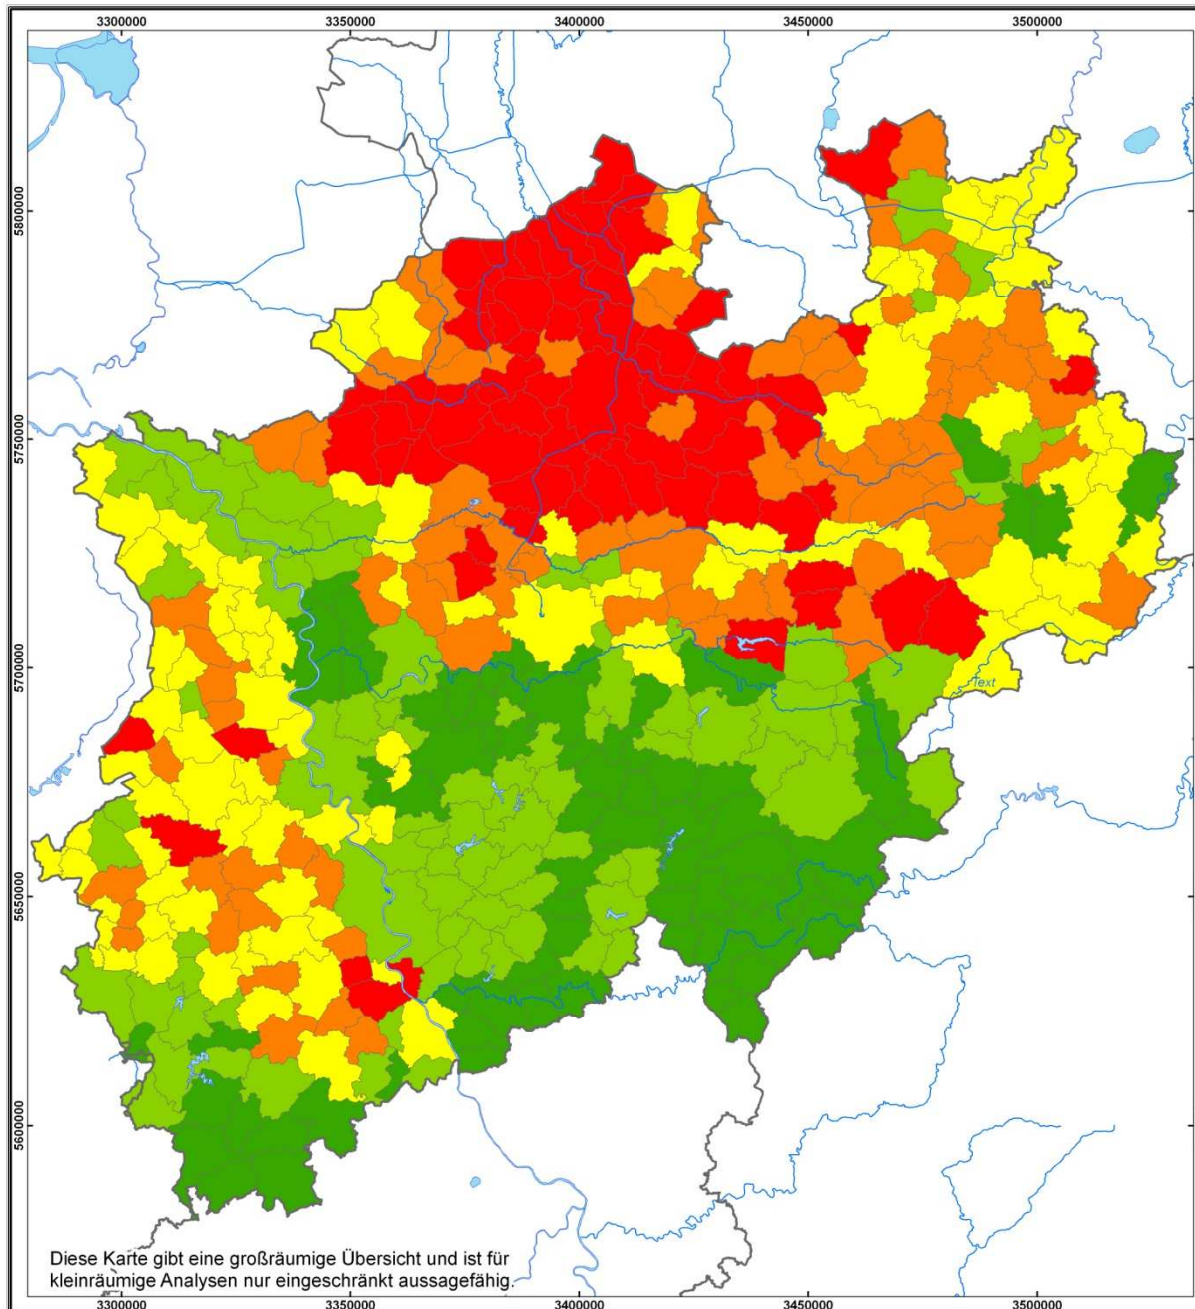 3300000 3350000 3400000 3450000 3500000
5800000
5750000
5700000
5650000
5600000
Text
Diese Karte gibt eine großräumige Übersicht und ist für
kleinräumige Analysen nur eingeschränkt aussagefähig.
3300000 3350000 3400000 3450000 3500000